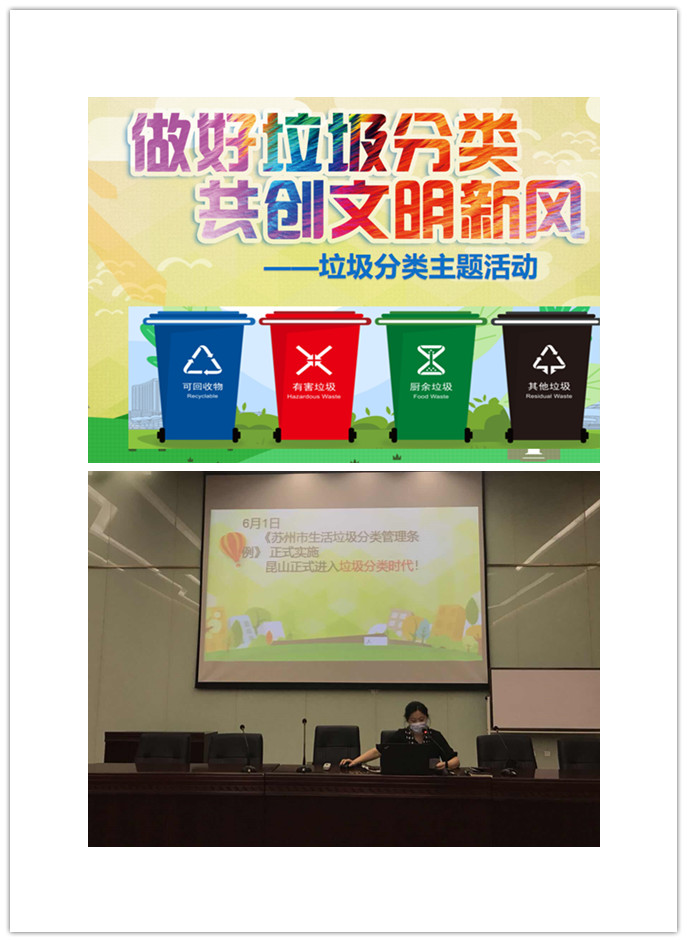 做好垃圾分类
共创文明新风
——垃圾分类主题活动
可回收物
Recyclable
有害垃圾
Hazardous Waste
厨余垃圾
Food Waste
其他垃圾
Residual Waste
6月1日
《苏州市生活垃圾分类管理条
例》 正式实施
昆山正式进入垃圾分类时代！